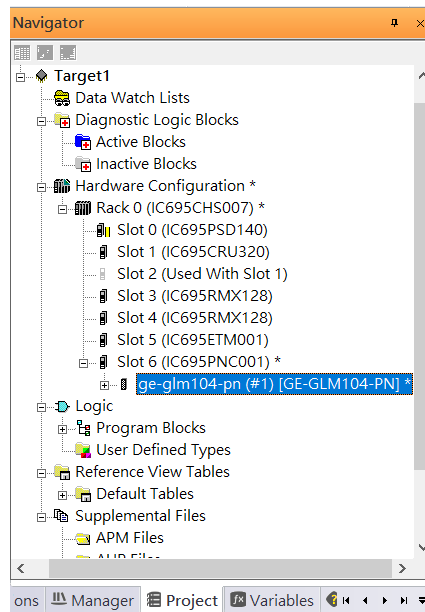 Navigator
Target1
Data Watch Lists
Diagnostic Logic Blocks
Active Blocks
Inactive Blocks
Hardware Configuration *
Rack 0 (IC695CHS007) *
Slot 0 (IC695PSD140)
Slot 1 (IC695CRU320)
Slot 2 (Used With Slot 1)
Slot 3 (IC695RMX128)
Slot 4 (IC695RMX128)
Slot 5 (IC695ETM001)
Slot 6 (IC695PNC001) *
ge-glm104-pn (#1) [GE-GLM104-PN] *
Logic
Program Blocks
User Defined Types
Reference View Tables
Default Tables
Supplemental Files
APM Files
ons Manager Project Variables